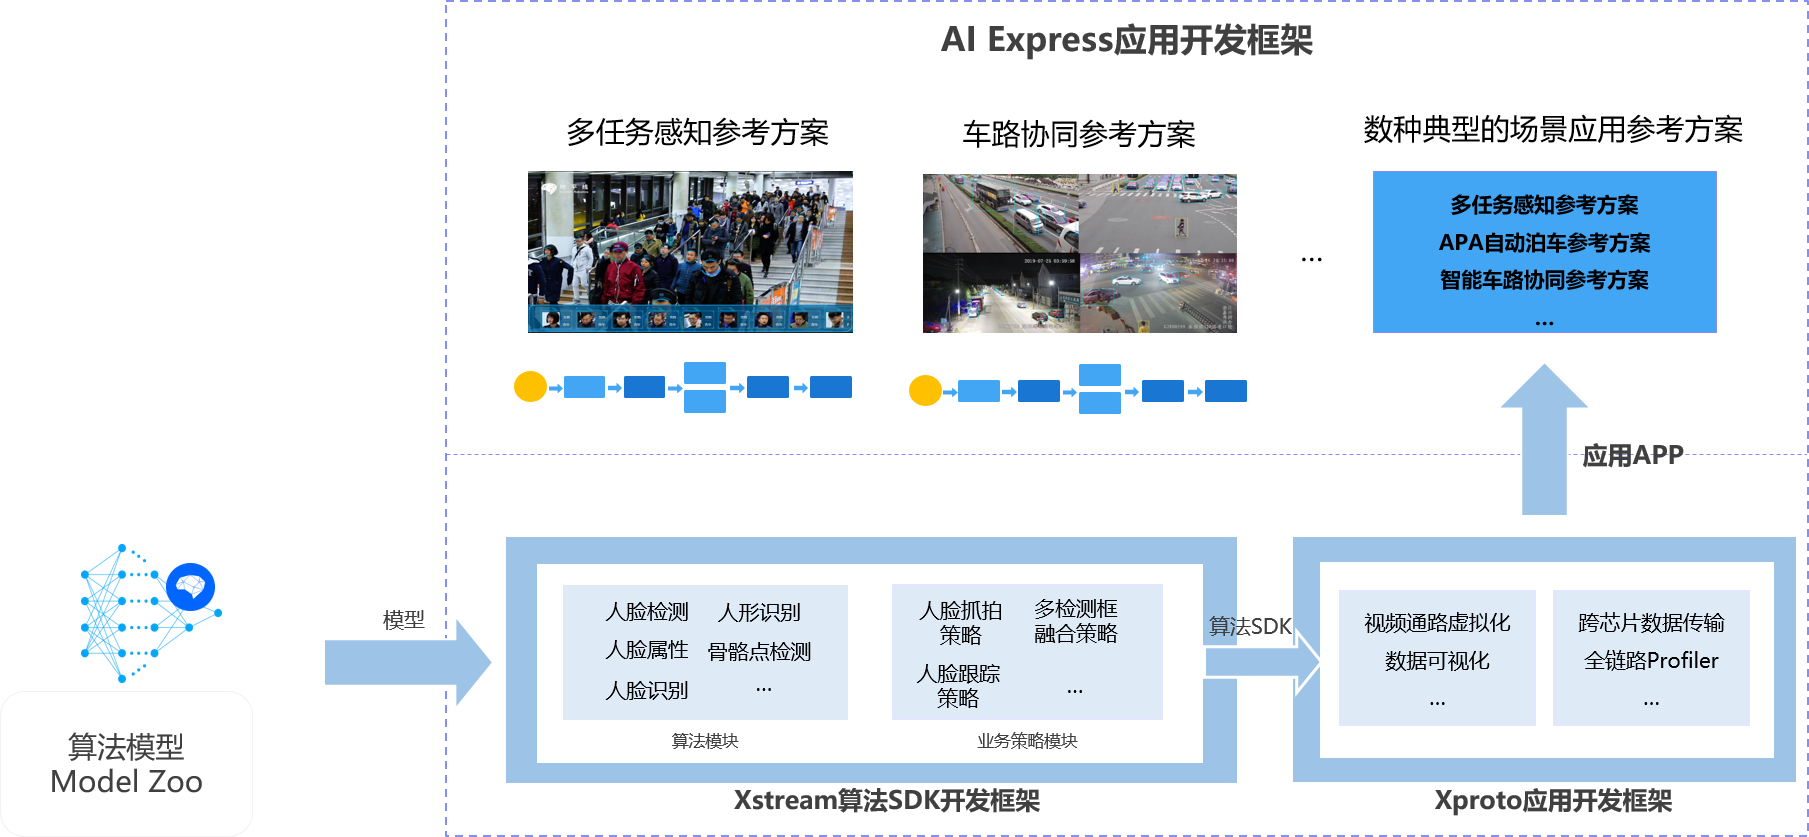 AI Express应用开发框架
多任务感知参考方案
车路协同参考方案
数种典型的场景应用参考方案
多任务感知参考方案
APA自动泊车参考方案
智能车路协同参考方案
...
...
应用APP
模型
算法模型
Model Zoo
人脸检测
人形识别
人脸属性
骨骼点检测
人脸识别
...
算法模块
人脸抓拍
策略
多检测框
融合策略
人脸跟踪
策略
...
业务策略模块
Xstream算法SDK开发框架
算法SDK
视频通路虚拟化
数据可视化
...
跨芯片数据传输
全链路Profiler
...
Xproto应用开发框架